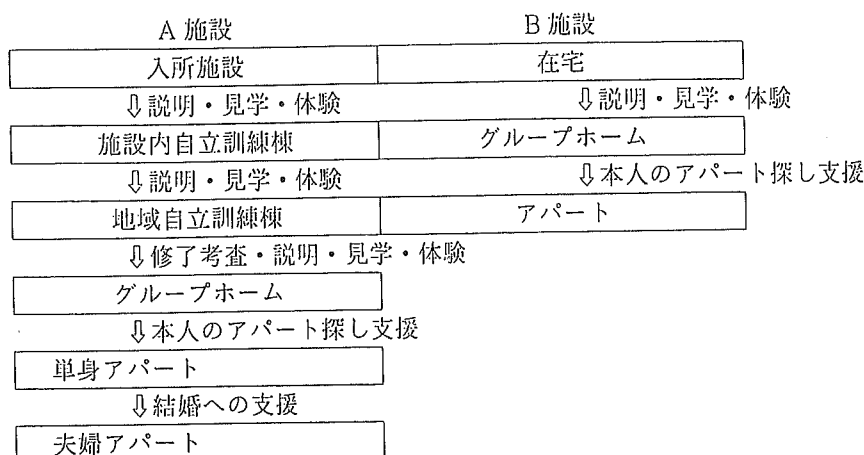 A施設 B施設
入所施設 在宅
⇩説明・見学・体験 ⇩説明・見学・体験
施設内自立訓練棟 グループホーム
⇩説明・見学・体験 ⇩本人のアパート探し支援
地域自立訓練棟 アパート
⇩修了考査・説明・見学・体験
グループホーム
⇩本人のアパート探し支援
単身アパート
⇩結婚への支援
夫婦アパート